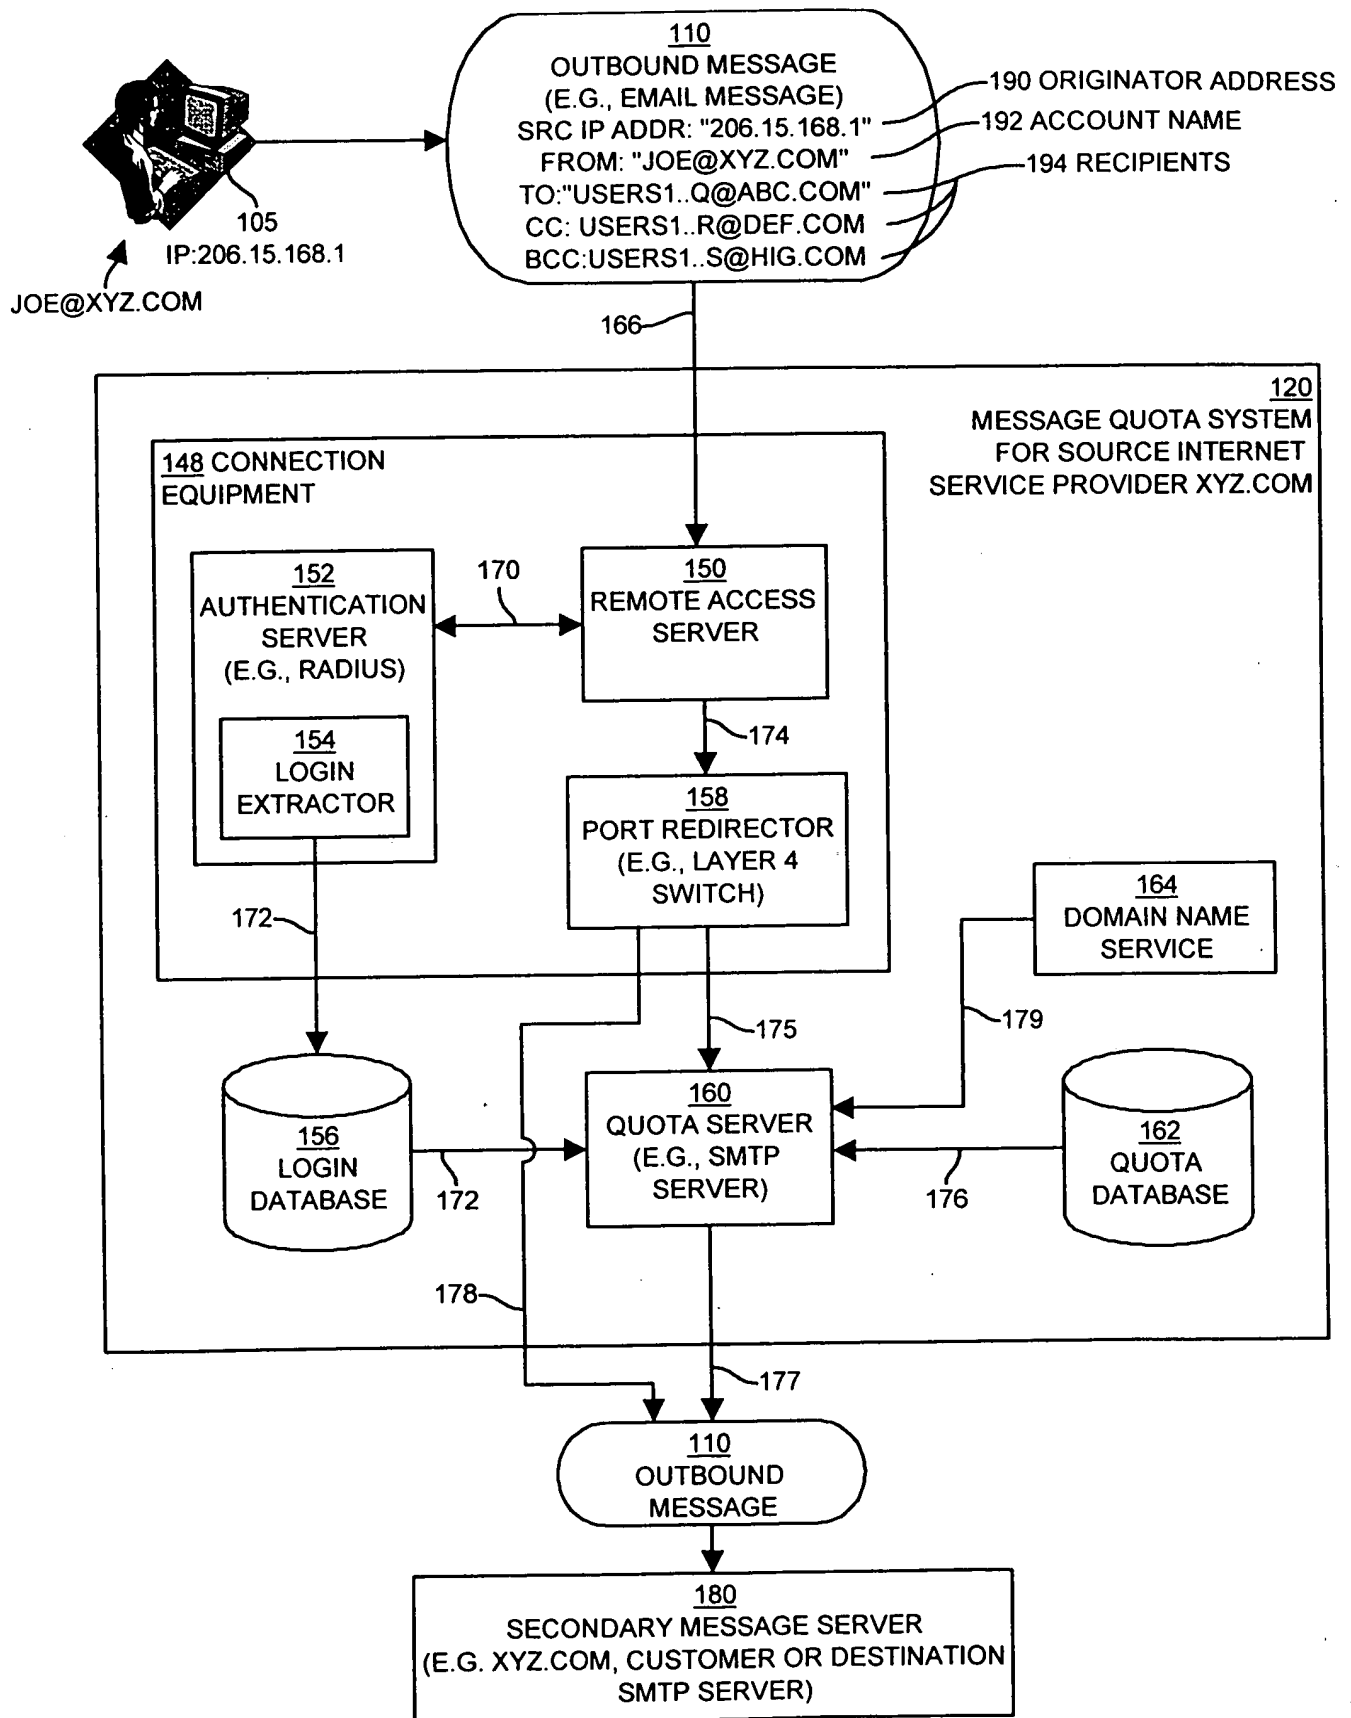 110
OUTBOUND MESSAGE
(E.G., EMAIL MESSAGE)
SRC IP ADDR: "206.15.168.1"
FROM: "JOE@XYZ.COM"
TO:"USERS1..Q@ABC.COM"
CC: USERS1..R@DEF.COM
BCC:USERS1..S@HIG.COM
190 ORIGINATOR ADDRESS
192 ACCOUNT NAME
194 RECIPIENTS
105
IP:206.15.168.1
JOE@XYZ.COM
166
120
MESSAGE QUOTA SYSTEM
FOR SOURCE INTERNET
SERVICE PROVIDER XYZ.COM
148 CONNECTION
EQUIPMENT
152
AUTHENTICATION
SERVER
(E.G., RADIUS)
170
150
REMOTE ACCESS
SERVER
154
LOGIN
EXTRACTOR
174
158
PORT REDIRECTOR
(E.G., LAYER 4
SWITCH)
172
164
DOMAIN NAME
SERVICE
175
179
156
LOGIN
DATABASE
172
160
QUOTA SERVER
(E.G., SMTP
SERVER)
176
162
QUOTA
DATABASE
178
177
110
OUTBOUND
MESSAGE
180
SECONDARY MESSAGE SERVER
(E.G. XYZ.COM, CUSTOMER OR DESTINATION
SMTP SERVER)